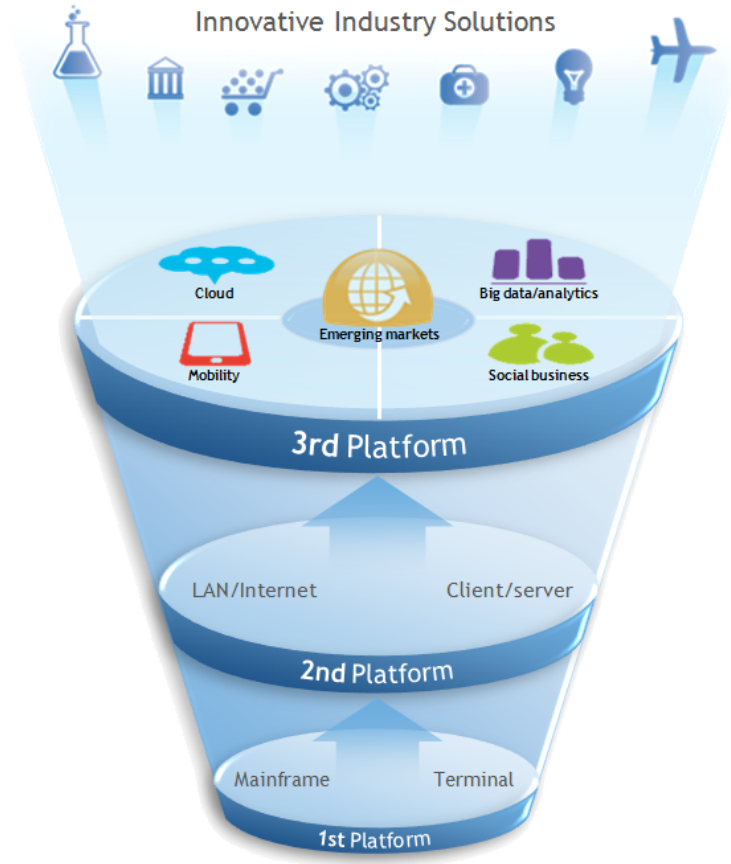 Innovative Industry Solutions
Cloud
Big data/analytics
Emerging markets
Mobility
Social business
3rd Platform
LAN/Internet
Client/server
2nd Platform
Mainframe
Terminal
1st Platform